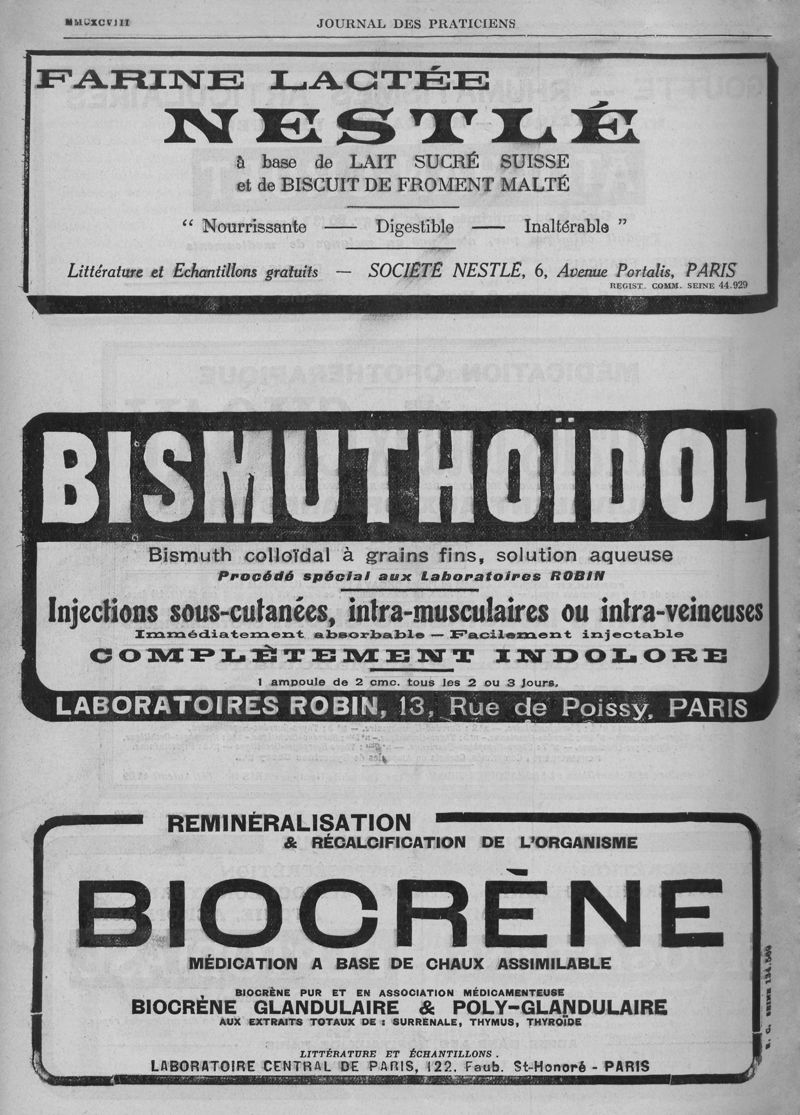 MMDXCVIII
JOURNAL DES PRATICIENS
FARINE LACTÉE
NESTLÉ
à base de LAIT SUCRÉ SUISSE
et de BISCUIT DE FROMENT MALTÉ
“ Nourrissante — Digestible — Inaltérable ”
Littérature et Echantillons gratuits — SOCIÉTÉ NESTLÉ, 6, Avenue Portalis, PARIS
REGIST. COMM. SEINE 44.929
BISMUTHOÏDOL
Bismuth colloïdal à grains fins, solution aqueuse
Procédé spécial aux Laboratoires ROBIN
Injections sous-cutanées, intra-musculaires ou intra-veineuses
Immédiatement absorbable — Facilement injectable
COMPLÈTEMENT INDOLORE
1 ampoule de 2 cmc. tous les 2 ou 3 jours.
LABORATOIRES ROBIN, 13, Rue de Poissy, PARIS
REMINÉRALISATION
& RÉCALCIFICATION DE L'ORGANISME
BIOCRÈNE
MÉDICATION A BASE DE CHAUX ASSIMILABLE
BIOCRÈNE PUR ET EN ASSOCIATION MÉDICAMENTEUSE
BIOCRÈNE GLANDULAIRE & POLY-GLANDULAIRE
AUX EXTRAITS TOTAUX DE : SURRÉNALE, THYMUS, THYROÏDE
LITTÉRATURE ET ÉCHANTILLONS.
LABORATOIRE CENTRAL DE PARIS, 122. Faub. St-Honoré - PARIS
R. C. SEINE 134.569